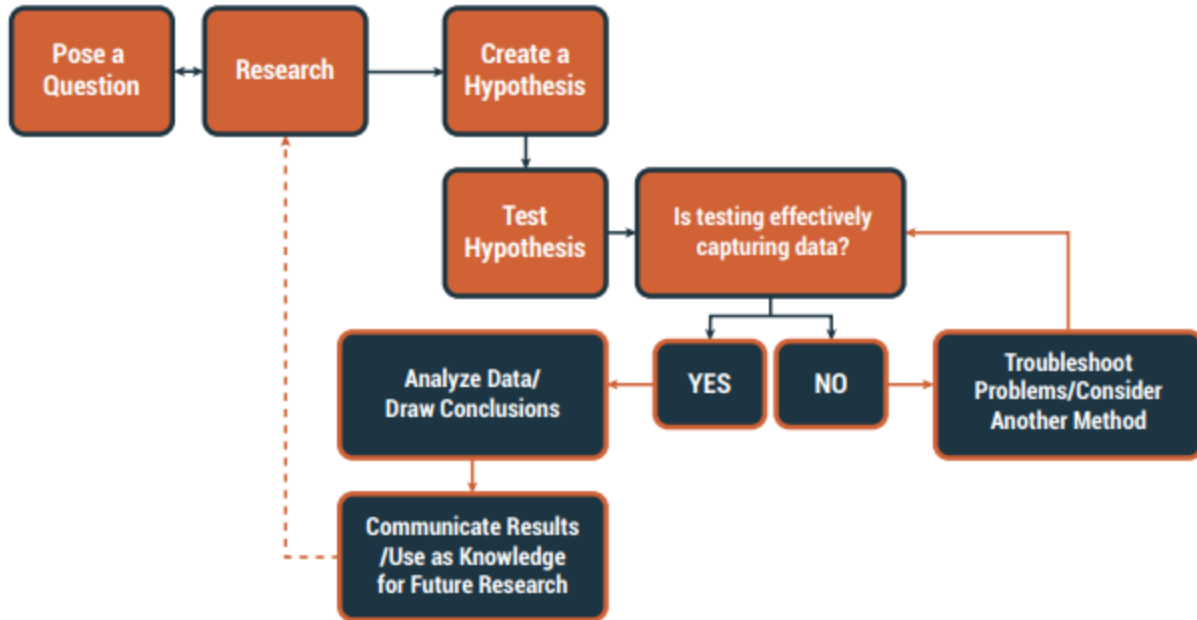 Pose a
Question
Research
Create a
Hypothesis
Test
Hypothesis
Is testing effectively
capturing data?
YES
NO
Troubleshoot
Problems/Consider
Another Method
Analyze Data/
Draw Conclusions
Communicate Results
/Use as Knowledge
for Future Research